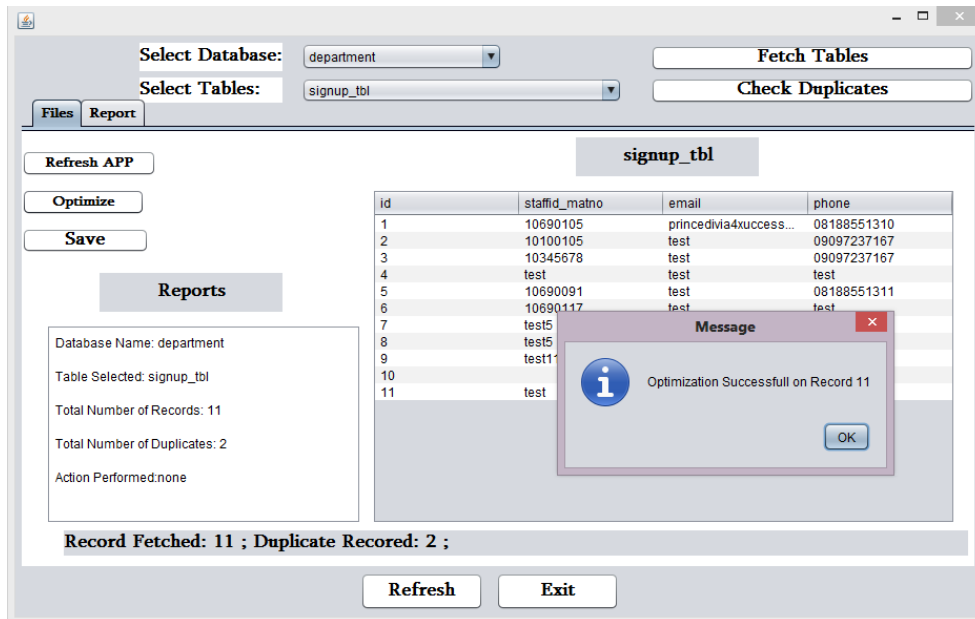 Select Database: department Fetch Tables
Select Tables: signup_tbl Check Duplicates
Files Report
Refresh APP
Optimize
Save
Reports
Database Name: department
Table Selected: signup_tbl
Total Number of Records: 11
Total Number of Duplicates: 2
Action Performed:none
signup_tbl
id staffid_matno email phone
1 10690105 princedivia4xuccess... 08188551310
2 10100105 test 09097237167
3 10345678 test 09097237167
4 test test test
5 10690091 test 08188551311
6 10690117 test test
7 test5
8 test5
9 test11
10
11 test
Message
Optimization Successfull on Record 11
OK
Record Fetched: 11 ; Duplicate Recored: 2 ;
Refresh Exit